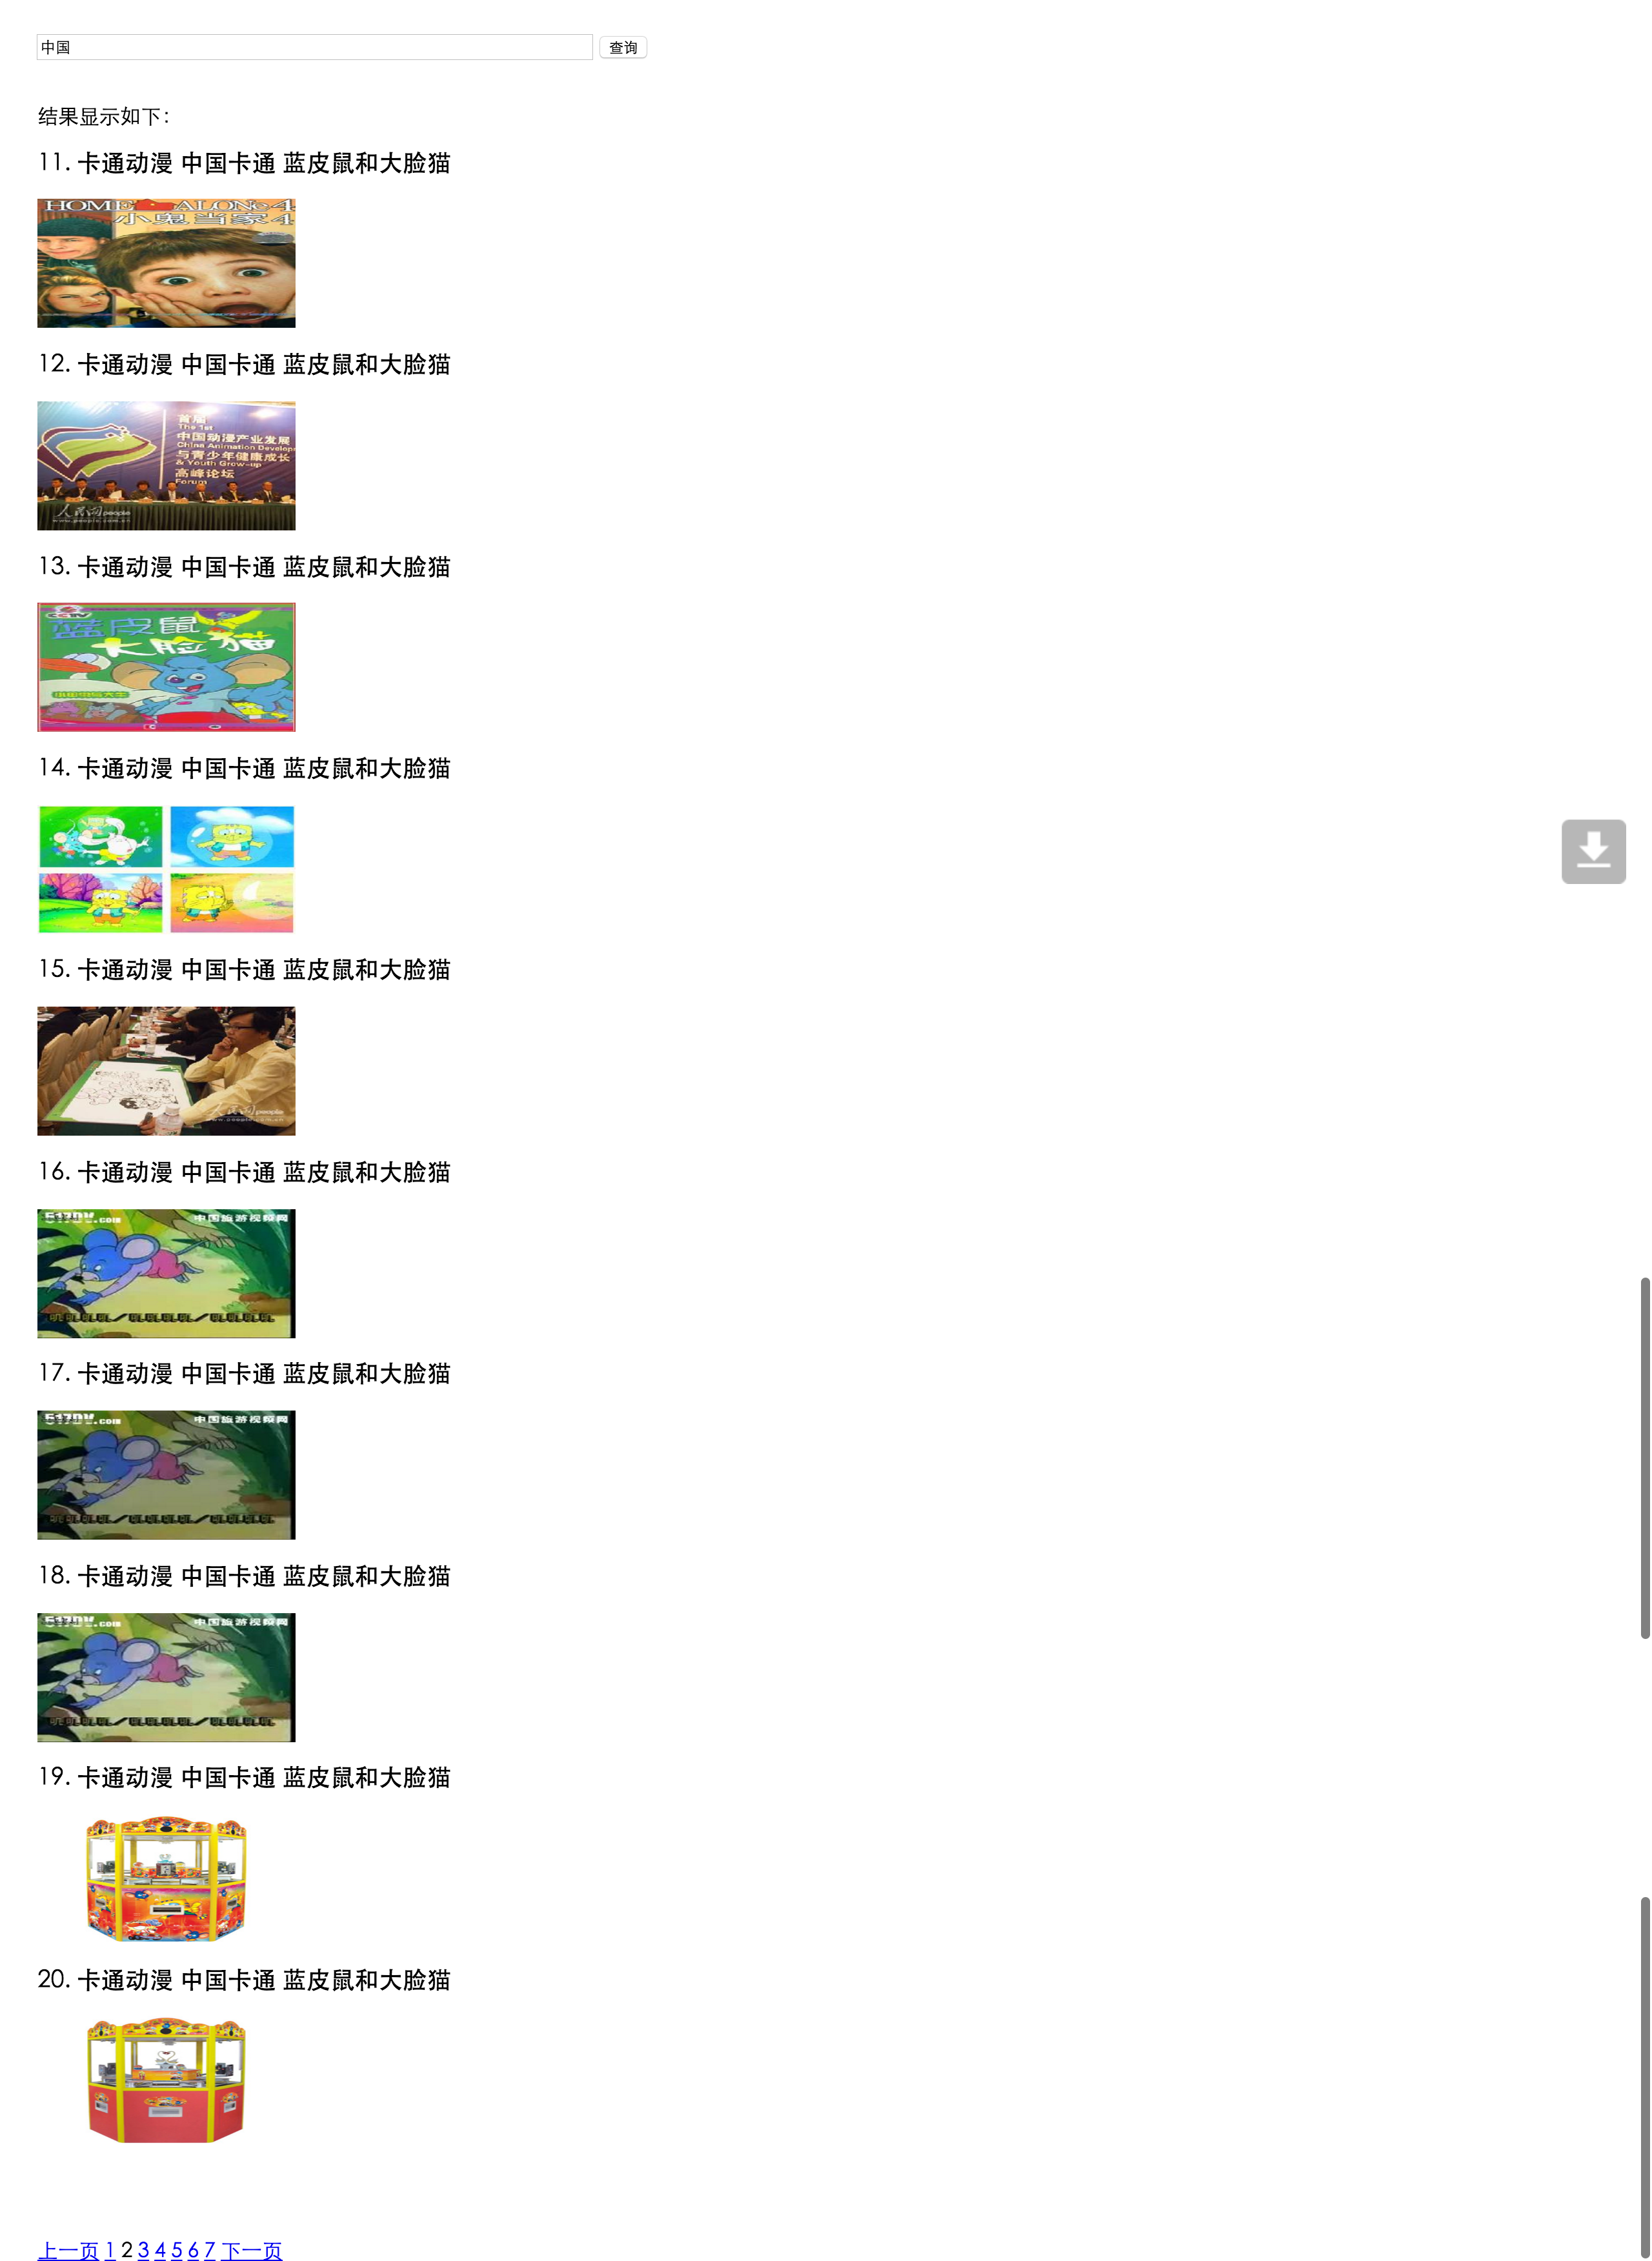 中国
查询
结果显示如下：
11. 卡通动漫 中国卡通 蓝皮鼠和大脸猫
HOME ALONE 4
小鬼当家4
12. 卡通动漫 中国卡通 蓝皮鼠和大脸猫
首届
The 1st
中国动漫产业发展
China Animation Develop
与青少年健康成长
& Youth Grow-up
高峰论坛
Forum
人民网 people
www.people.com.cn
13. 卡通动漫 中国卡通 蓝皮鼠和大脸猫
CCTV
蓝皮鼠
大脸猫
14. 卡通动漫 中国卡通 蓝皮鼠和大脸猫
15. 卡通动漫 中国卡通 蓝皮鼠和大脸猫
人民网 people
www.people.com.cn
16. 卡通动漫 中国卡通 蓝皮鼠和大脸猫
中国旅游视频网
17. 卡通动漫 中国卡通 蓝皮鼠和大脸猫
中国旅游视频网
18. 卡通动漫 中国卡通 蓝皮鼠和大脸猫
中国旅游视频网
19. 卡通动漫 中国卡通 蓝皮鼠和大脸猫
20. 卡通动漫 中国卡通 蓝皮鼠和大脸猫
上一页 1 2 3 4 5 6 7 下一页